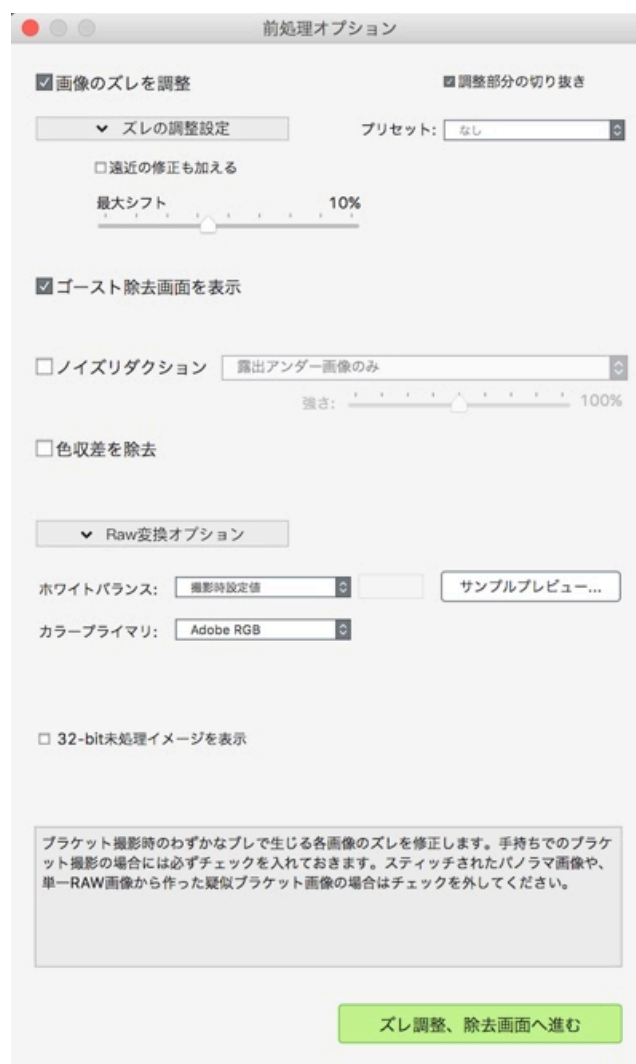 前処理オプション
画像のズレを調整
調整部分の切り抜き
ズレの調整設定
プリセット: なし
遠近の修正も加える
最大シフト 10%
ゴースト除去画面を表示
ノイズリダクション 露出アンダー画像のみ
強さ: 100%
色収差を除去
Raw変換オプション
ホワイトバランス: 撮影時設定値 サンプルプレビュー...
カラープライマリ: Adobe RGB
32-bit未処理イメージを表示
ブラケット撮影時のわずかなブレで生じる各画像のズレを修正します。手持ちでのブラケ
ット撮影の場合には必ずチェックを入れておきます。スティッチされたパノラマ画像や、
単一RAW画像から作った疑似ブラケット画像の場合はチェックを外してください。
ズレ調整、除去画面へ進む